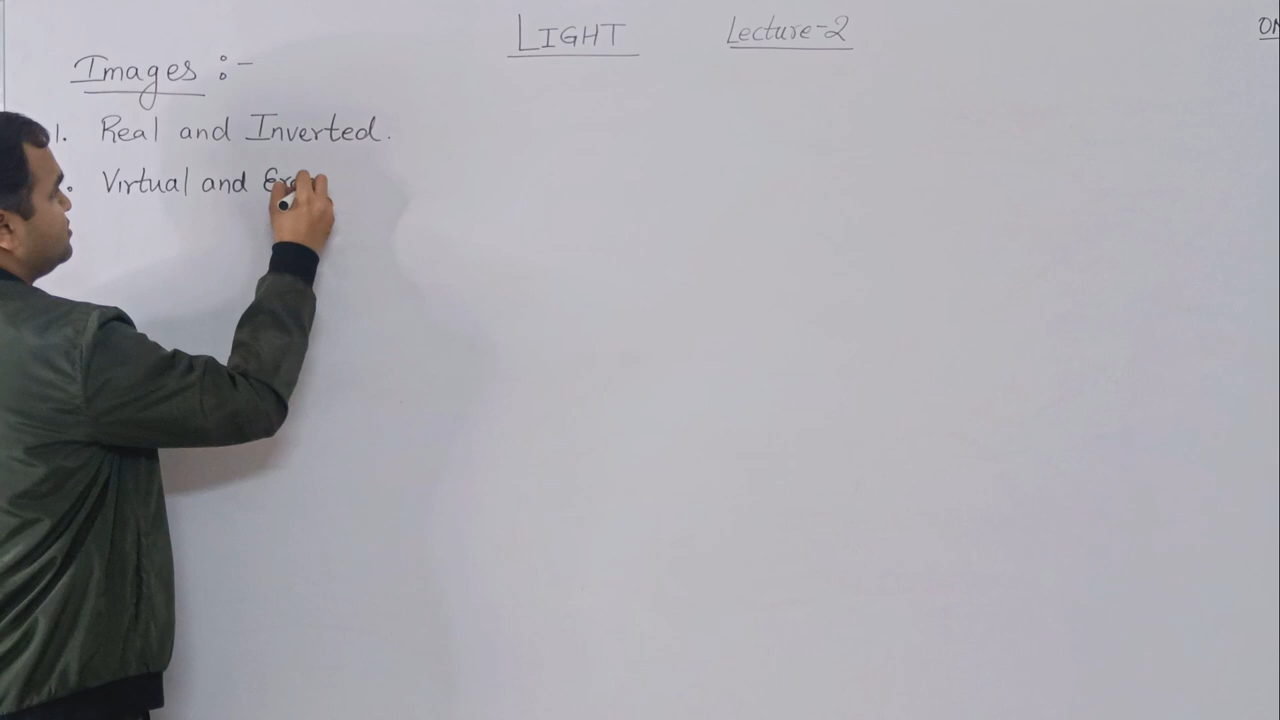 LIGHT Lecture-2
Images :-
1. Real and Inverted.
. Virtual and